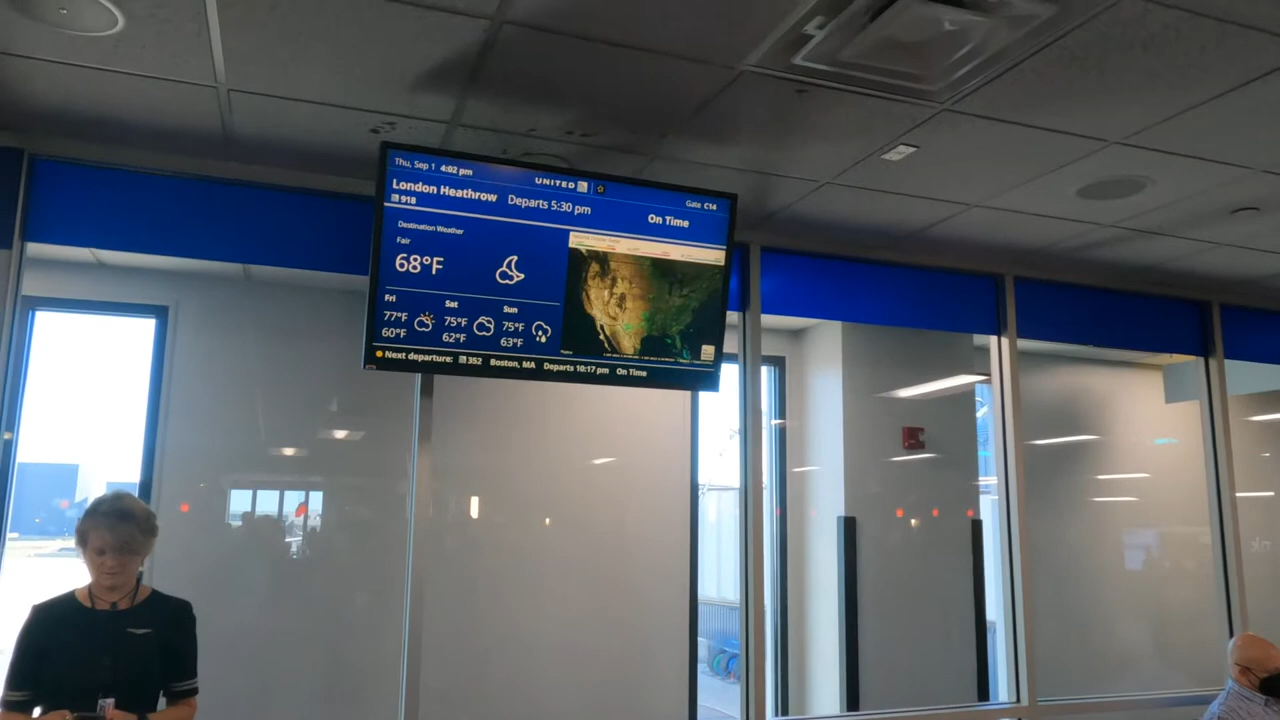 Thu, Sep 1 4:02 pm
UNITED
Gate C14
London Heathrow Departs 5:30 pm On Time
918
Destination Weather
Fair
68°F
Fri Sat Sun
77°F 75°F 75°F
60°F 62°F 63°F
Next departure: 352 Boston, MA Departs 10:17 pm On Time